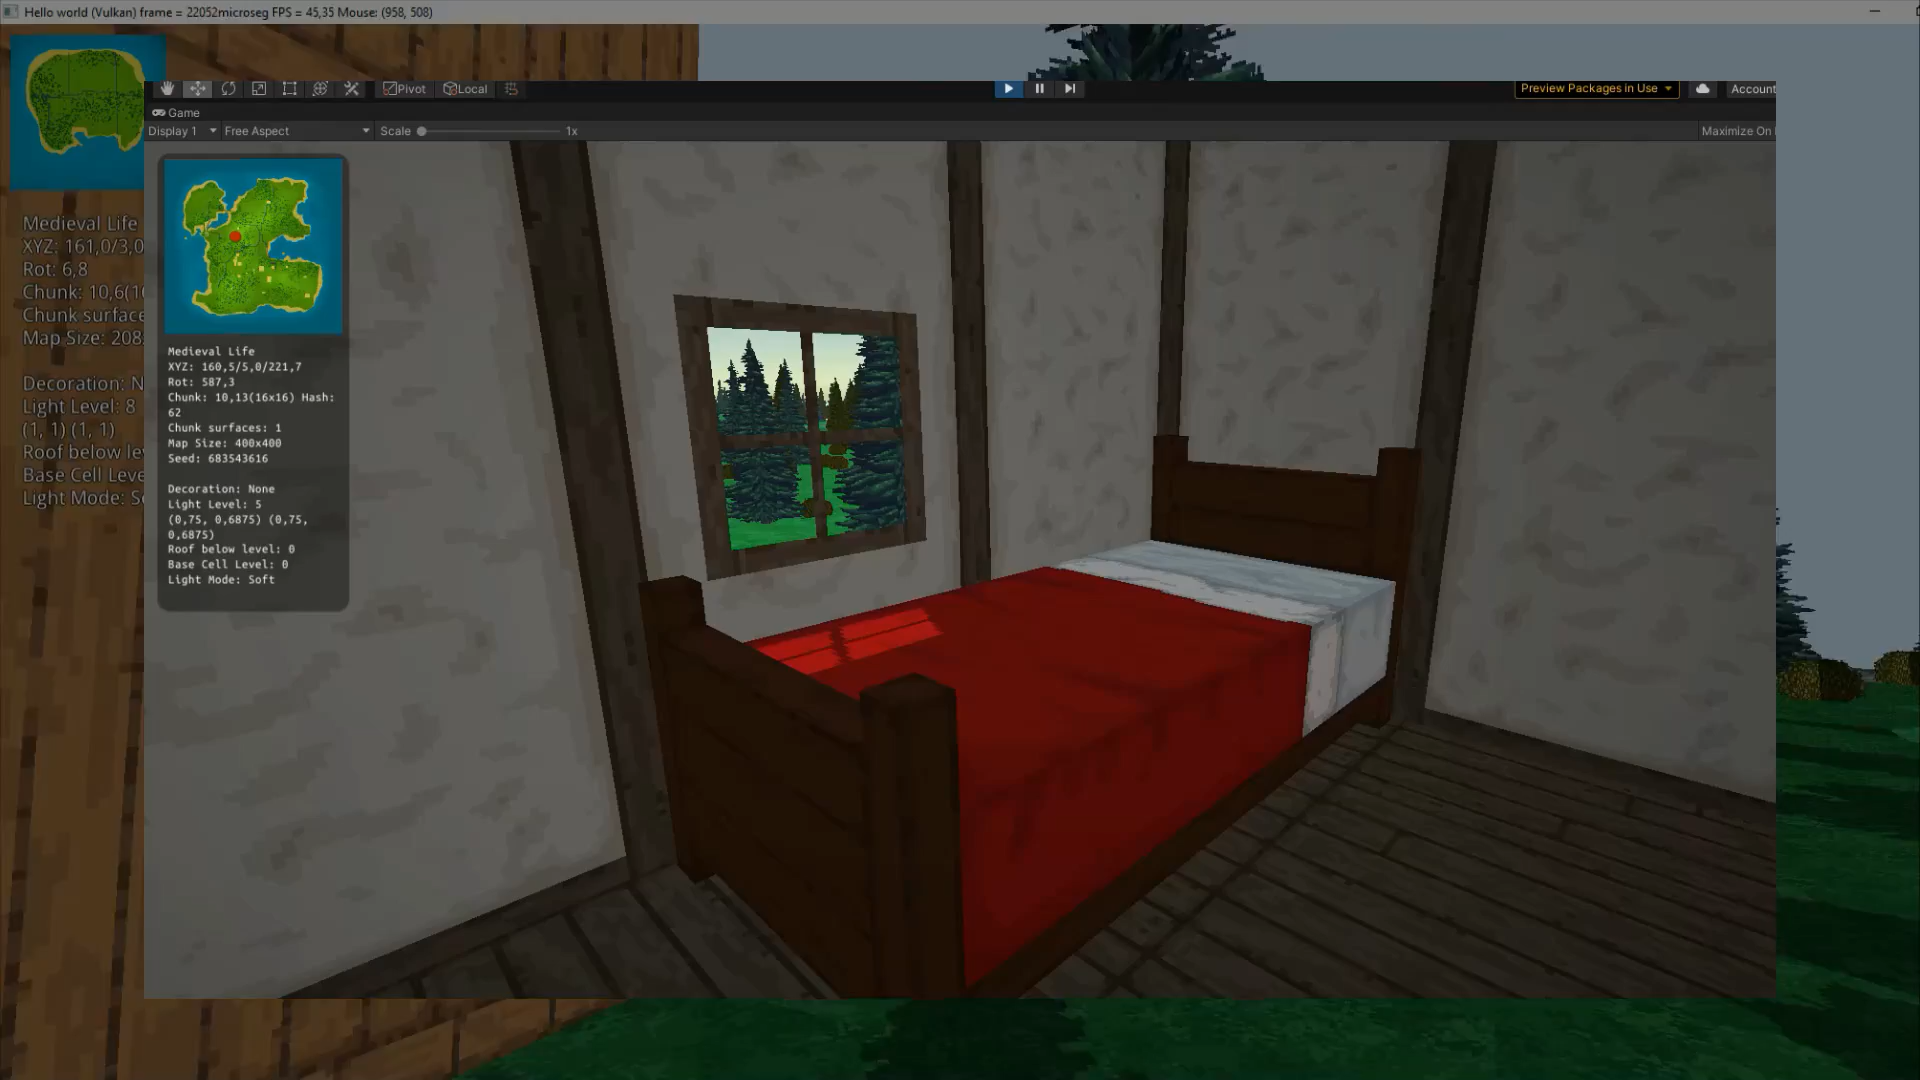 Hello world (Vulkan) frame = 22052microseg FPS = 45,35 Mouse: (958, 508)
Pivot
Local
Preview Packages in Use
Account
Game
Display 1
Free Aspect
Scale
1x
Maximize On
Medieval Life
XYZ: 161,0/3,0
Rot: 6,8
Chunk: 10,6(1
Chunk surface
Map Size: 208
Decoration: N
Light Level: 8
(1, 1) (1, 1)
Roof below le
Base Cell Leve
Light Mode: S
Medieval Life
XYZ: 160,5/5,0/221,7
Rot: 587,3
Chunk: 10,13(16x16) Hash:
62
Chunk surfaces: 1
Map Size: 400x400
Seed: 683543616
Decoration: None
Light Level: 5
(0,75, 0,6875) (0,75,
0,6875)
Roof below level: 0
Base Cell Level: 0
Light Mode: Soft